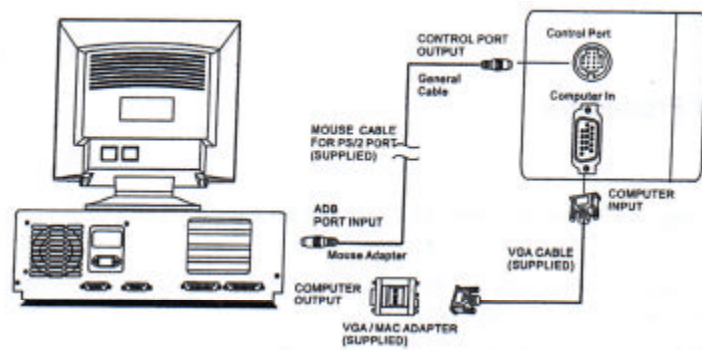 CONTROL PORT
OUTPUT
General
Cable
Control Port
Computer In
MOUSE CABLE
FOR PS/2 PORT
(SUPPLIED)
ADB
PORT INPUT
Mouse Adapter
COMPUTER
INPUT
VGA CABLE
(SUPPLIED)
COMPUTER
OUTPUT
VGA / MAC ADAPTER
(SUPPLIED)